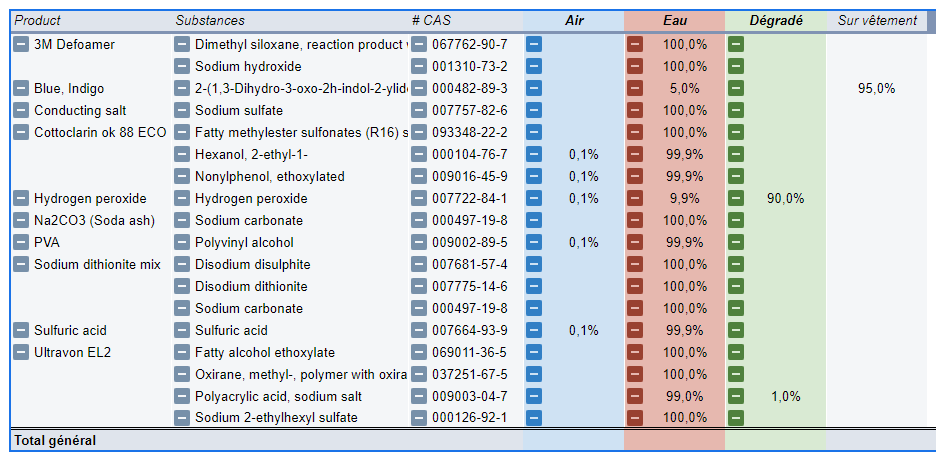 Product Substances # CAS Air Eau Dégradé Sur vêtement
3M Defoamer Dimethyl siloxane, reaction product 067762-90-7 100,0%
Sodium hydroxide 001310-73-2 100,0%
Blue, Indigo 2-(1,3-Dihydro-3-oxo-2h-indol-2-ylid 000482-89-3 5,0% 95,0%
Conducting salt Sodium sulfate 007757-82-6 100,0%
Cottoclarin ok 88 ECO Fatty methylester sulfonates (R16) s 093348-22-2 100,0%
Hexanol, 2-ethyl-1- 000104-76-7 0,1% 99,9%
Nonylphenol, ethoxylated 009016-45-9 0,1% 99,9%
Hydrogen peroxide Hydrogen peroxide 007722-84-1 0,1% 9,9% 90,0%
Na2CO3 (Soda ash) Sodium carbonate 000497-19-8 100,0%
PVA Polyvinyl alcohol 009002-89-5 0,1% 99,9%
Sodium dithionite mix Disodium disulphite 007681-57-4 100,0%
Disodium dithionite 007775-14-6 100,0%
Sodium carbonate 000497-19-8 100,0%
Sulfuric acid Sulfuric acid 007664-93-9 0,1% 99,9%
Ultravon EL2 Fatty alcohol ethoxylate 069011-36-5 100,0%
Oxirane, methyl-, polymer with oxira 037251-67-5 100,0%
Polyacrylic acid, sodium salt 009003-04-7 99,0% 1,0%
Sodium 2-ethylhexyl sulfate 000126-92-1 100,0%
Total général